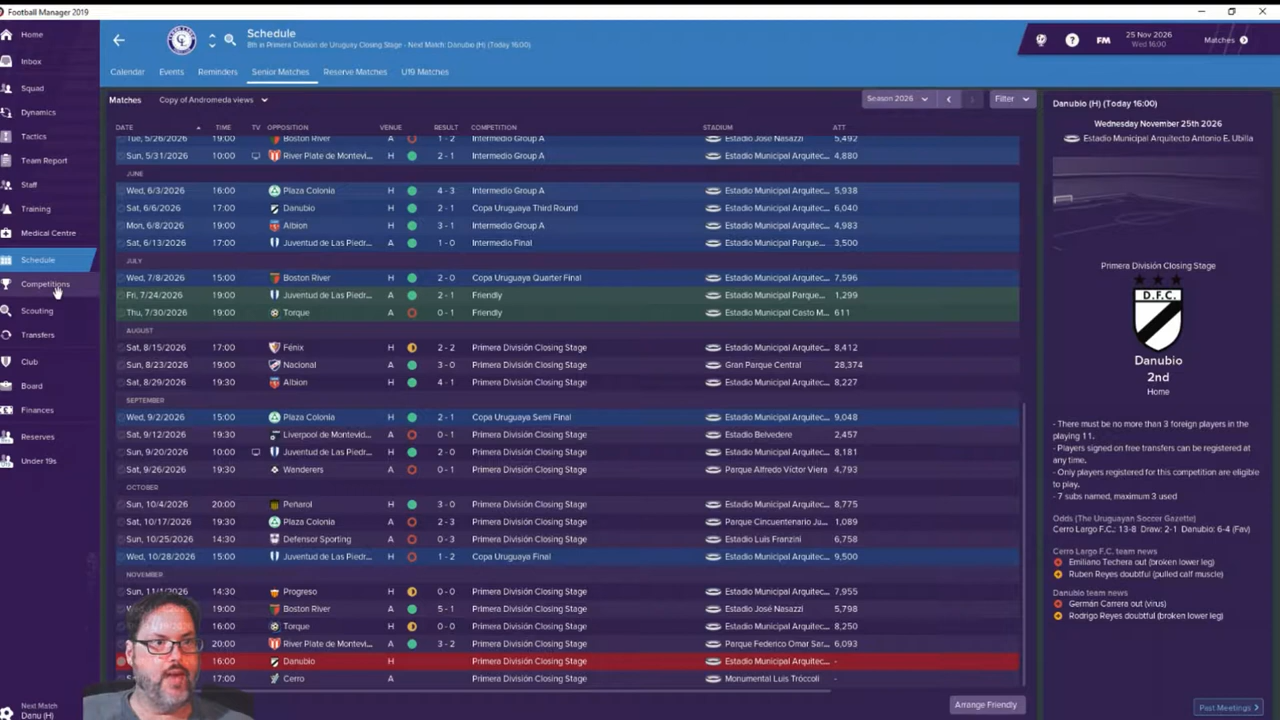 Football Manager 2019
Home
Inbox
Squad
Dynamics
Tactics
Team Report
Staff
Training
Medical Centre
Schedule
Competitions
Scouting
Transfers
Club
Board
Finances
Reserves
Under 19s
Next Match
Danu (H)
Schedule
8th in Primera División de Uruguay Closing Stage - Next Match: Danubio (H) (Today 16:00)
FM
25 Nov 2026
Wed 16:00
Matches
Calendar Events Reminders Senior Matches Reserve Matches U19 Matches
Matches Copy of Andromeda views Season 2026 Filter
DATE TIME TV OPPOSITION VENUE RESULT COMPETITION STADIUM ATT
Tue, 5/26/2026 19:00 Boston River A 1 - 2 Intermedio Group A Estadio José Nasazzi 5,492
Sun, 5/31/2026 10:00 River Plate de Montevi... H 2 - 1 Intermedio Group A Estadio Municipal Arquitec... 4,880
JUNE
Wed, 6/3/2026 16:00 Plaza Colonia H 4 - 3 Intermedio Group A Estadio Municipal Arquitec... 5,938
Sat, 6/6/2026 17:00 Danubio H 2 - 1 Copa Uruguaya Third Round Estadio Municipal Arquitec... 6,040
Mon, 6/8/2026 19:00 Albion H 3 - 1 Intermedio Group A Estadio Municipal Arquitec... 4,983
Sat, 6/13/2026 17:00 Juventud de Las Piedr... A 1 - 0 Intermedio Final Estadio Municipal Parque... 3,500
JULY
Wed, 7/8/2026 15:00 Boston River H 2 - 0 Copa Uruguaya Quarter Final Estadio Municipal Arquitec... 7,596
Fri, 7/24/2026 19:00 Juventud de Las Piedr... A 2 - 1 Friendly Estadio Municipal Parque... 1,299
Thu, 7/30/2026 19:00 Torque A 0 - 1 Friendly Estadio Municipal Casto M... 611
AUGUST
Sat, 8/15/2026 17:00 Fénix H 2 - 2 Primera División Closing Stage Estadio Municipal Arquitec... 8,412
Sun, 8/23/2026 19:00 Nacional A 3 - 0 Primera División Closing Stage Gran Parque Central 28,374
Sat, 8/29/2026 19:30 Albion H 4 - 1 Primera División Closing Stage Estadio Municipal Arquitec... 8,227
SEPTEMBER
Wed, 9/2/2026 15:00 Plaza Colonia H 2 - 1 Copa Uruguaya Semi Final Estadio Municipal Arquitec... 9,048
Sat, 9/12/2026 19:30 Liverpool de Montevid... A 0 - 1 Primera División Closing Stage Estadio Belvedere 2,457
Sun, 9/20/2026 10:00 Juventud de Las Piedr... H 2 - 0 Primera División Closing Stage Estadio Municipal Arquitec... 8,181
Sat, 9/26/2026 19:30 Wanderers A 0 - 1 Primera División Closing Stage Parque Alfredo Víctor Viera 4,793
OCTOBER
Sun, 10/4/2026 20:00 Peñarol H 3 - 0 Primera División Closing Stage Estadio Municipal Arquitec... 8,775
Sat, 10/17/2026 19:30 Plaza Colonia A 2 - 3 Primera División Closing Stage Parque Cincuentenario Ju... 1,089
Sun, 10/25/2026 14:30 Defensor Sporting A 0 - 3 Primera División Closing Stage Estadio Luis Franzini 6,758
Wed, 10/28/2026 15:00 Juventud de Las Piedr... H 1 - 2 Copa Uruguaya Final Estadio Municipal Arquitec... 9,500
NOVEMBER
Sun, 11/1/2026 14:30 Progreso H 0 - 0 Primera División Closing Stage Estadio Municipal Arquitec... 7,955
19:00 Boston River A 5 - 1 Primera División Closing Stage Estadio José Nasazzi 5,798
16:00 Torque H 0 - 0 Primera División Closing Stage Estadio Municipal Arquitec... 8,250
20:00 River Plate de Montevi... A 3 - 2 Primera División Closing Stage Parque Federico Omar Sar... 6,093
16:00 Danubio H Primera División Closing Stage Estadio Municipal Arquitec... -
17:00 Cerro A Primera División Closing Stage Monumental Luis Tróccoli -
Arrange Friendly
Danubio (H) (Today 16:00)
Wednesday November 25th 2026
Estadio Municipal Arquitecto Antonio E. Ubilla
Primera División Closing Stage
D.F.C.
Danubio
2nd
Home
- There must be no more than 3 foreign players in the
playing 11.
- Players signed on free transfers can be registered at
any time.
- Only players registered for this competition are eligible
to play.
- 7 subs named, maximum 3 used
Odds (The Uruguayan Soccer Gazette)
Cerro Largo F.C.: 13-8 Draw: 2-1 Danubio: 6-4 (Fav)
Cerro Largo F.C. team news
Emiliano Techera out (broken lower leg)
Ruben Reyes doubtful (pulled calf muscle)
Danubio team news
Germán Carrera out (virus)
Rodrigo Reyes doubtful (broken lower leg)
Past Meetings